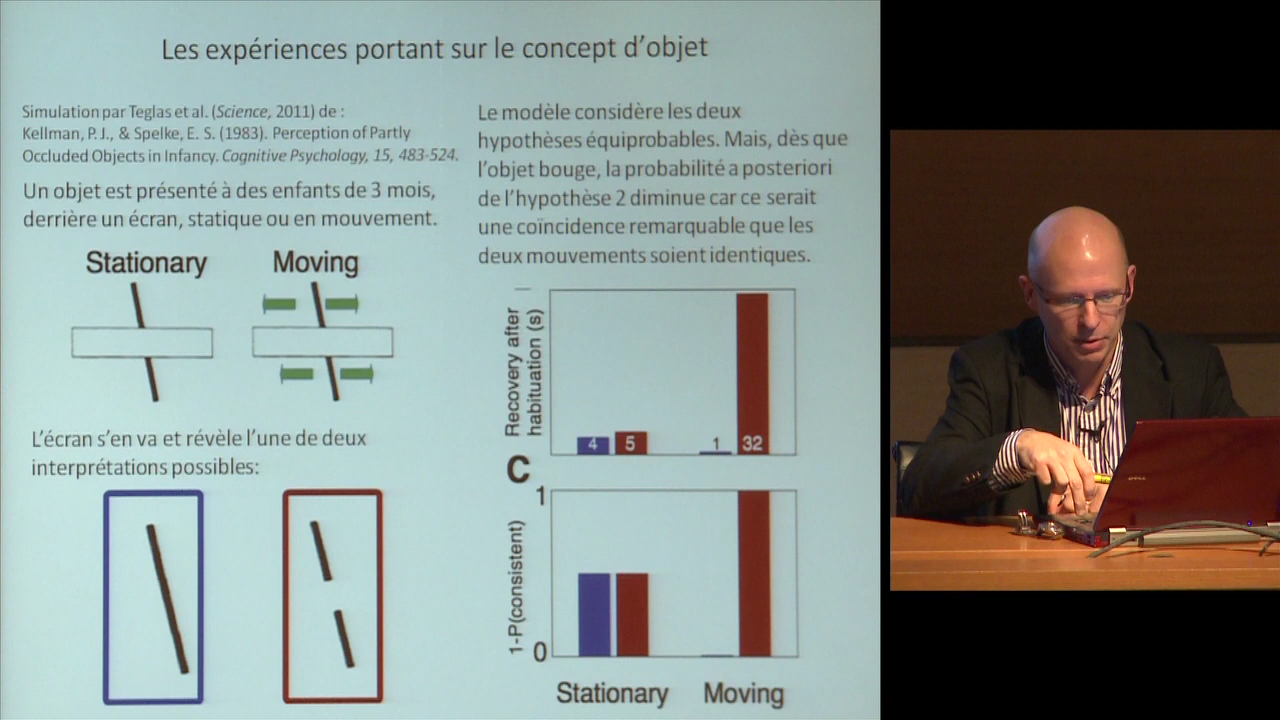 Les expériences portant sur le concept d'objet
Simulation par Teglas et al. (Science, 2011) de :
Kellman, P. J., & Spelke, E. S. (1983). Perception of Partly
Occluded Objects in Infancy. Cognitive Psychology, 15, 483-524.
Un objet est présenté à des enfants de 3 mois,
derrière un écran, statique ou en mouvement.
Stationary
Moving
L'écran s'en va et révèle l'une de deux
interprétations possibles:
Le modèle considère les deux
hypothèses équiprobables. Mais, dès que
l'objet bouge, la probabilité a posteriori
de l'hypothèse 2 diminue car ce serait
une coïncidence remarquable que les
deux mouvements soient identiques.
Recovery after
habituation (s)
4
5
1
32
C
1
1-P(consistent)
0
Stationary
Moving
DELL